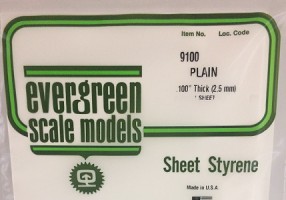 Item No. Loc. Code
9100
PLAIN
.100" Thick (2.5 mm)
1 SHEET
evergreen
scale models
Sheet Styrene
Made in U.S.A.